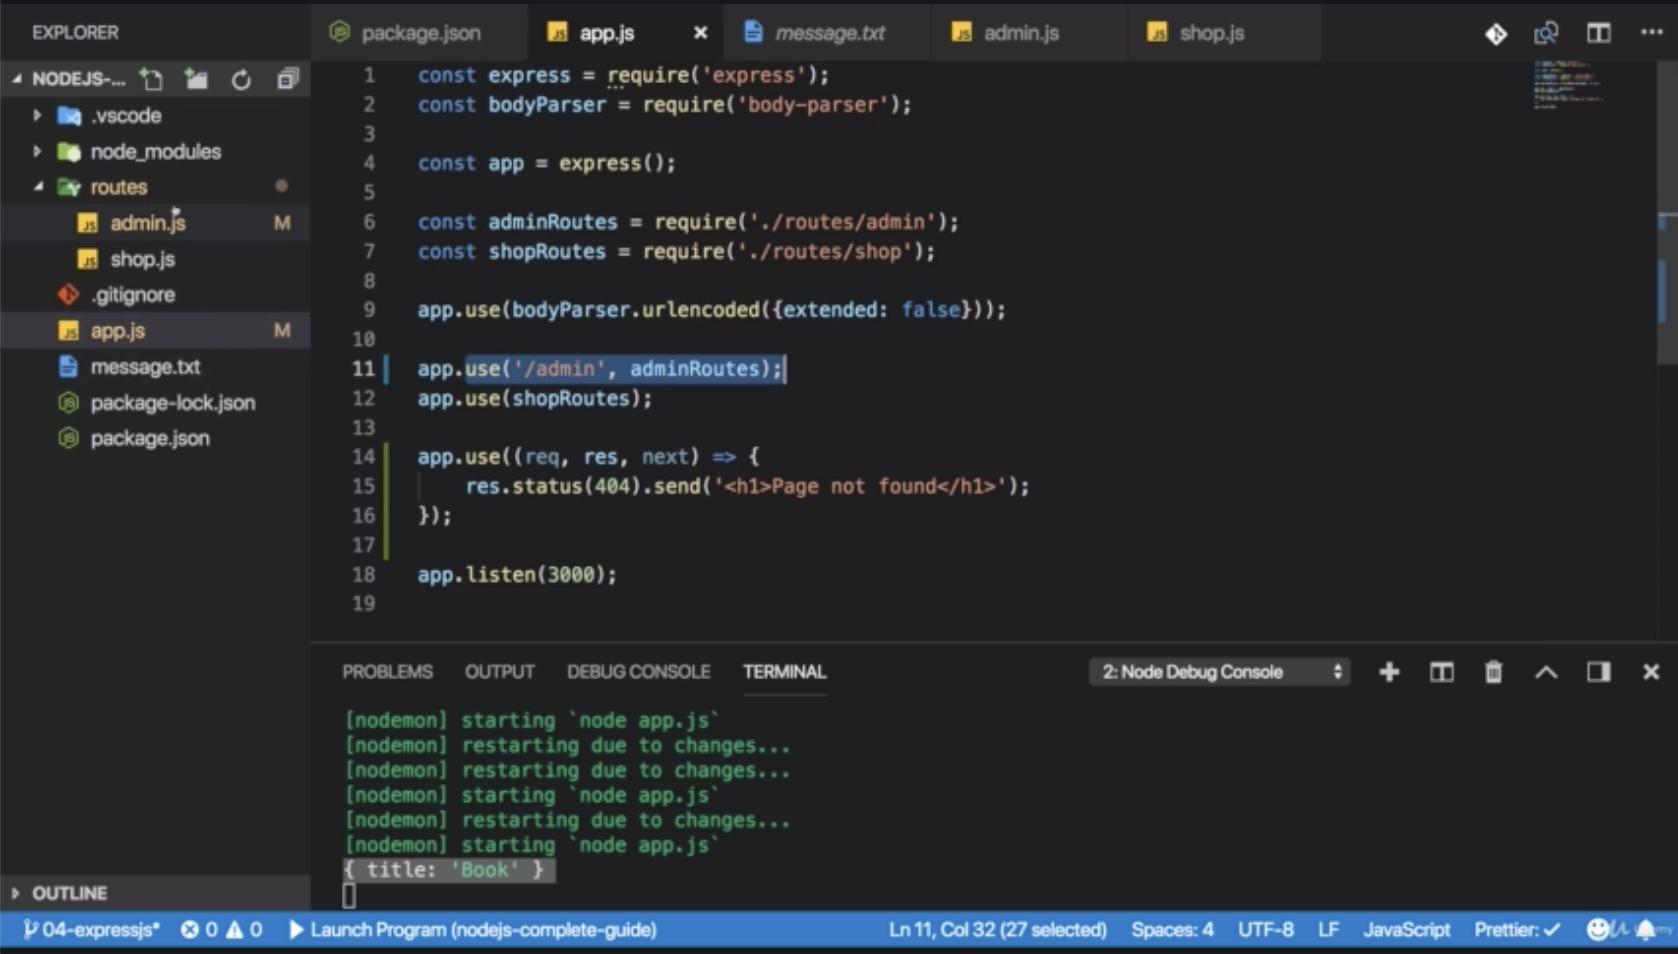 EXPLORER
package.json
app.js
message.txt
admin.js
shop.js
NODEJS-...
.vscode
node_modules
routes
admin.js M
shop.js
.gitignore
app.js M
message.txt
package-lock.json
package.json
OUTLINE
1 const express = require('express');
2 const bodyParser = require('body-parser');
3
4 const app = express();
5
6 const adminRoutes = require('./routes/admin');
7 const shopRoutes = require('./routes/shop');
8
9 app.use(bodyParser.urlencoded({extended: false}));
10
11 app.use('/admin', adminRoutes);
12 app.use(shopRoutes);
13
14 app.use((req, res, next) => {
15 res.status(404).send('<h1>Page not found</h1>');
16 });
17
18 app.listen(3000);
19
PROBLEMS OUTPUT DEBUG CONSOLE TERMINAL 2: Node Debug Console
[nodemon] starting `node app.js`
[nodemon] restarting due to changes...
[nodemon] restarting due to changes...
[nodemon] starting `node app.js`
[nodemon] restarting due to changes...
[nodemon] starting `node app.js`
{ title: 'Book' }
04-expressjs* 0 0 Launch Program (nodejs-complete-guide) Ln 11, Col 32 (27 selected) Spaces: 4 UTF-8 LF JavaScript Prettier: ✓